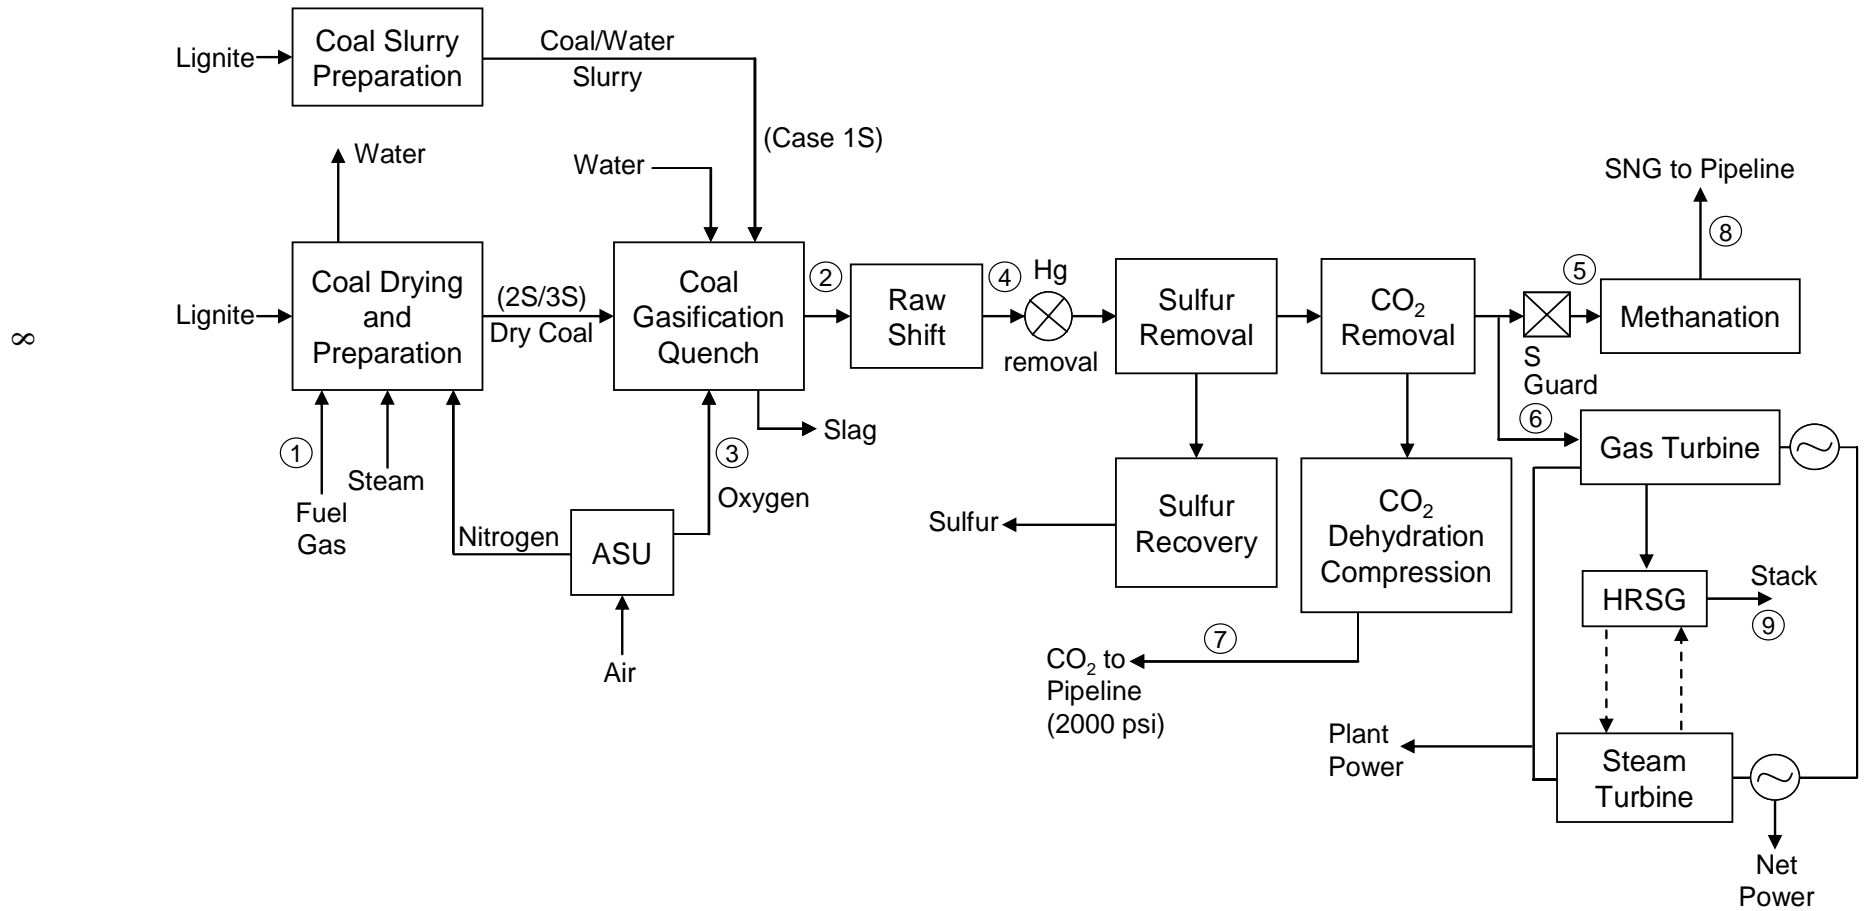 Lignite
Coal Slurry
Preparation
Coal/Water
Slurry
(Case 1S)
Water
Water
Lignite
Coal Drying
and
Preparation
(2S/3S)
Dry Coal
Coal
Gasification
Quench
2
Raw
Shift
4
Hg
removal
Sulfur
Removal
CO2
Removal
S
Guard
5
Methanation
8
SNG to Pipeline
6
Gas Turbine
1
Fuel
Gas
Steam
Nitrogen
ASU
Air
3
Oxygen
Slag
Sulfur
Sulfur
Recovery
CO2
Dehydration
Compression
7
CO2 to
Pipeline
(2000 psi)
HRSG
Stack
9
Plant
Power
Steam
Turbine
Net
Power
8